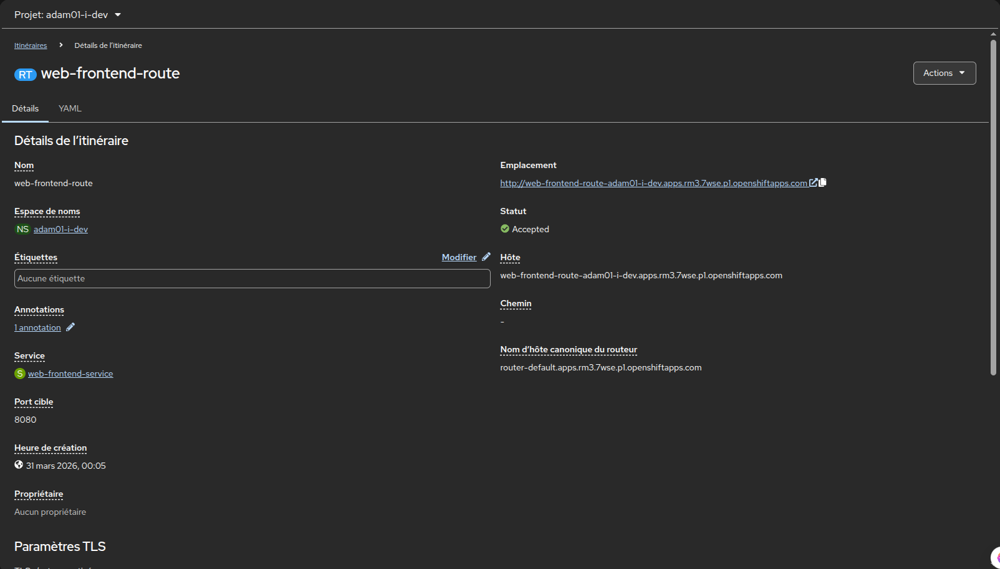 Projet: adam01-i-dev
Itinéraires
Détails de l'itinéraire
RT web-frontend-route
Actions
Détails
YAML
Détails de l'itinéraire
Nom
web-frontend-route
Espace de noms
NS adam01-i-dev
Étiquettes
Modifier
Aucune étiquette
Annotations
1 annotation
Service
S web-frontend-service
Port cible
8080
Heure de création
31 mars 2026, 00:05
Propriétaire
Aucun propriétaire
Emplacement
http://web-frontend-route-adam01-i-dev.apps.rm3.7wse.p1.openshiftapps.com
Statut
Accepted
Hôte
web-frontend-route-adam01-i-dev.apps.rm3.7wse.p1.openshiftapps.com
Chemin
-
Nom d'hôte canonique du routeur
router-default.apps.rm3.7wse.p1.openshiftapps.com
Paramètres TLS